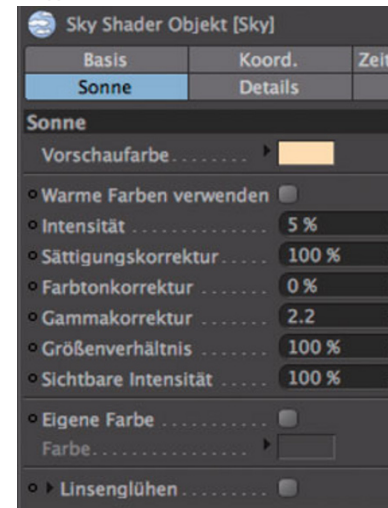 Sky Shader Objekt [Sky]
Basis Koord. Zeit
Sonne Details
Sonne
Vorschaufarbe
Warme Farben verwenden
Intensität 5 %
Sättigungskorrektur 100 %
Farbtonkorrektur 0 %
Gammakorrektur 2.2
Größenverhältnis 100 %
Sichtbare Intensität 100 %
Eigene Farbe
Farbe
Linsenglühen